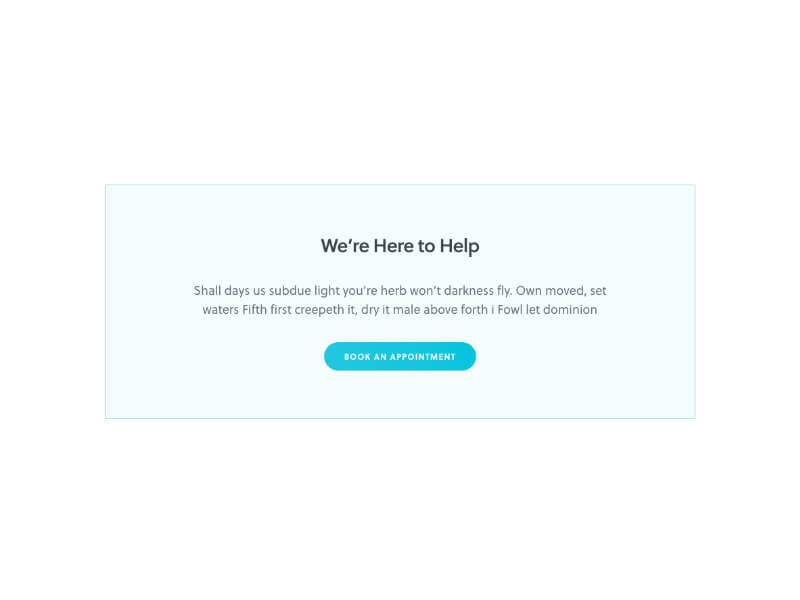 We’re Here to Help
Shall days us subdue light you’re herb won’t darkness fly. Own moved, set
waters Fifth first creepeth it, dry it male above forth i Fowl let dominion
BOOK AN APPOINTMENT